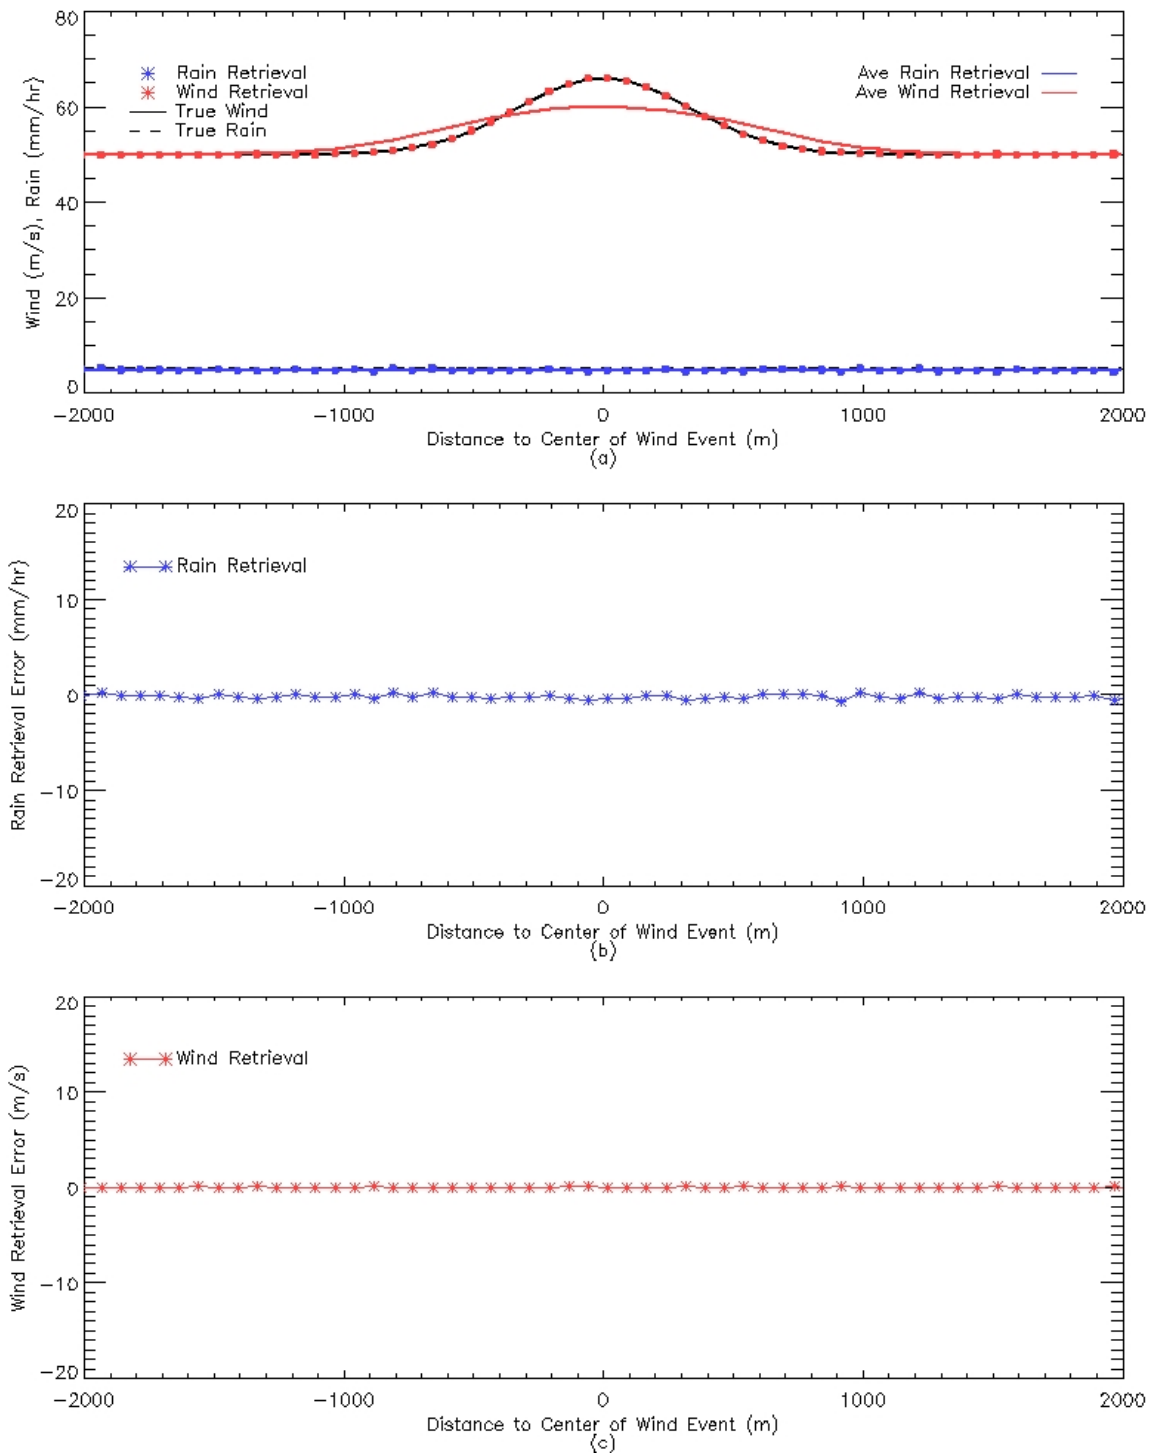 80
60
40
20
0
Wind (m/s), Rain (mm/hr)
Rain Retrieval
Wind Retrieval
True Wind
True Rain
Ave Rain Retrieval
Ave Wind Retrieval
-2000 -1000 0 1000 2000
Distance to Center of Wind Event (m)
(a)
20
10
0
-10
-20
Rain Retrieval Error (mm/hr)
Rain Retrieval
-2000 -1000 0 1000 2000
Distance to Center of Wind Event (m)
(b)
20
10
0
-10
-20
Wind Retrieval Error (m/s)
Wind Retrieval
-2000 -1000 0 1000 2000
Distance to Center of Wind Event (m)
(c)